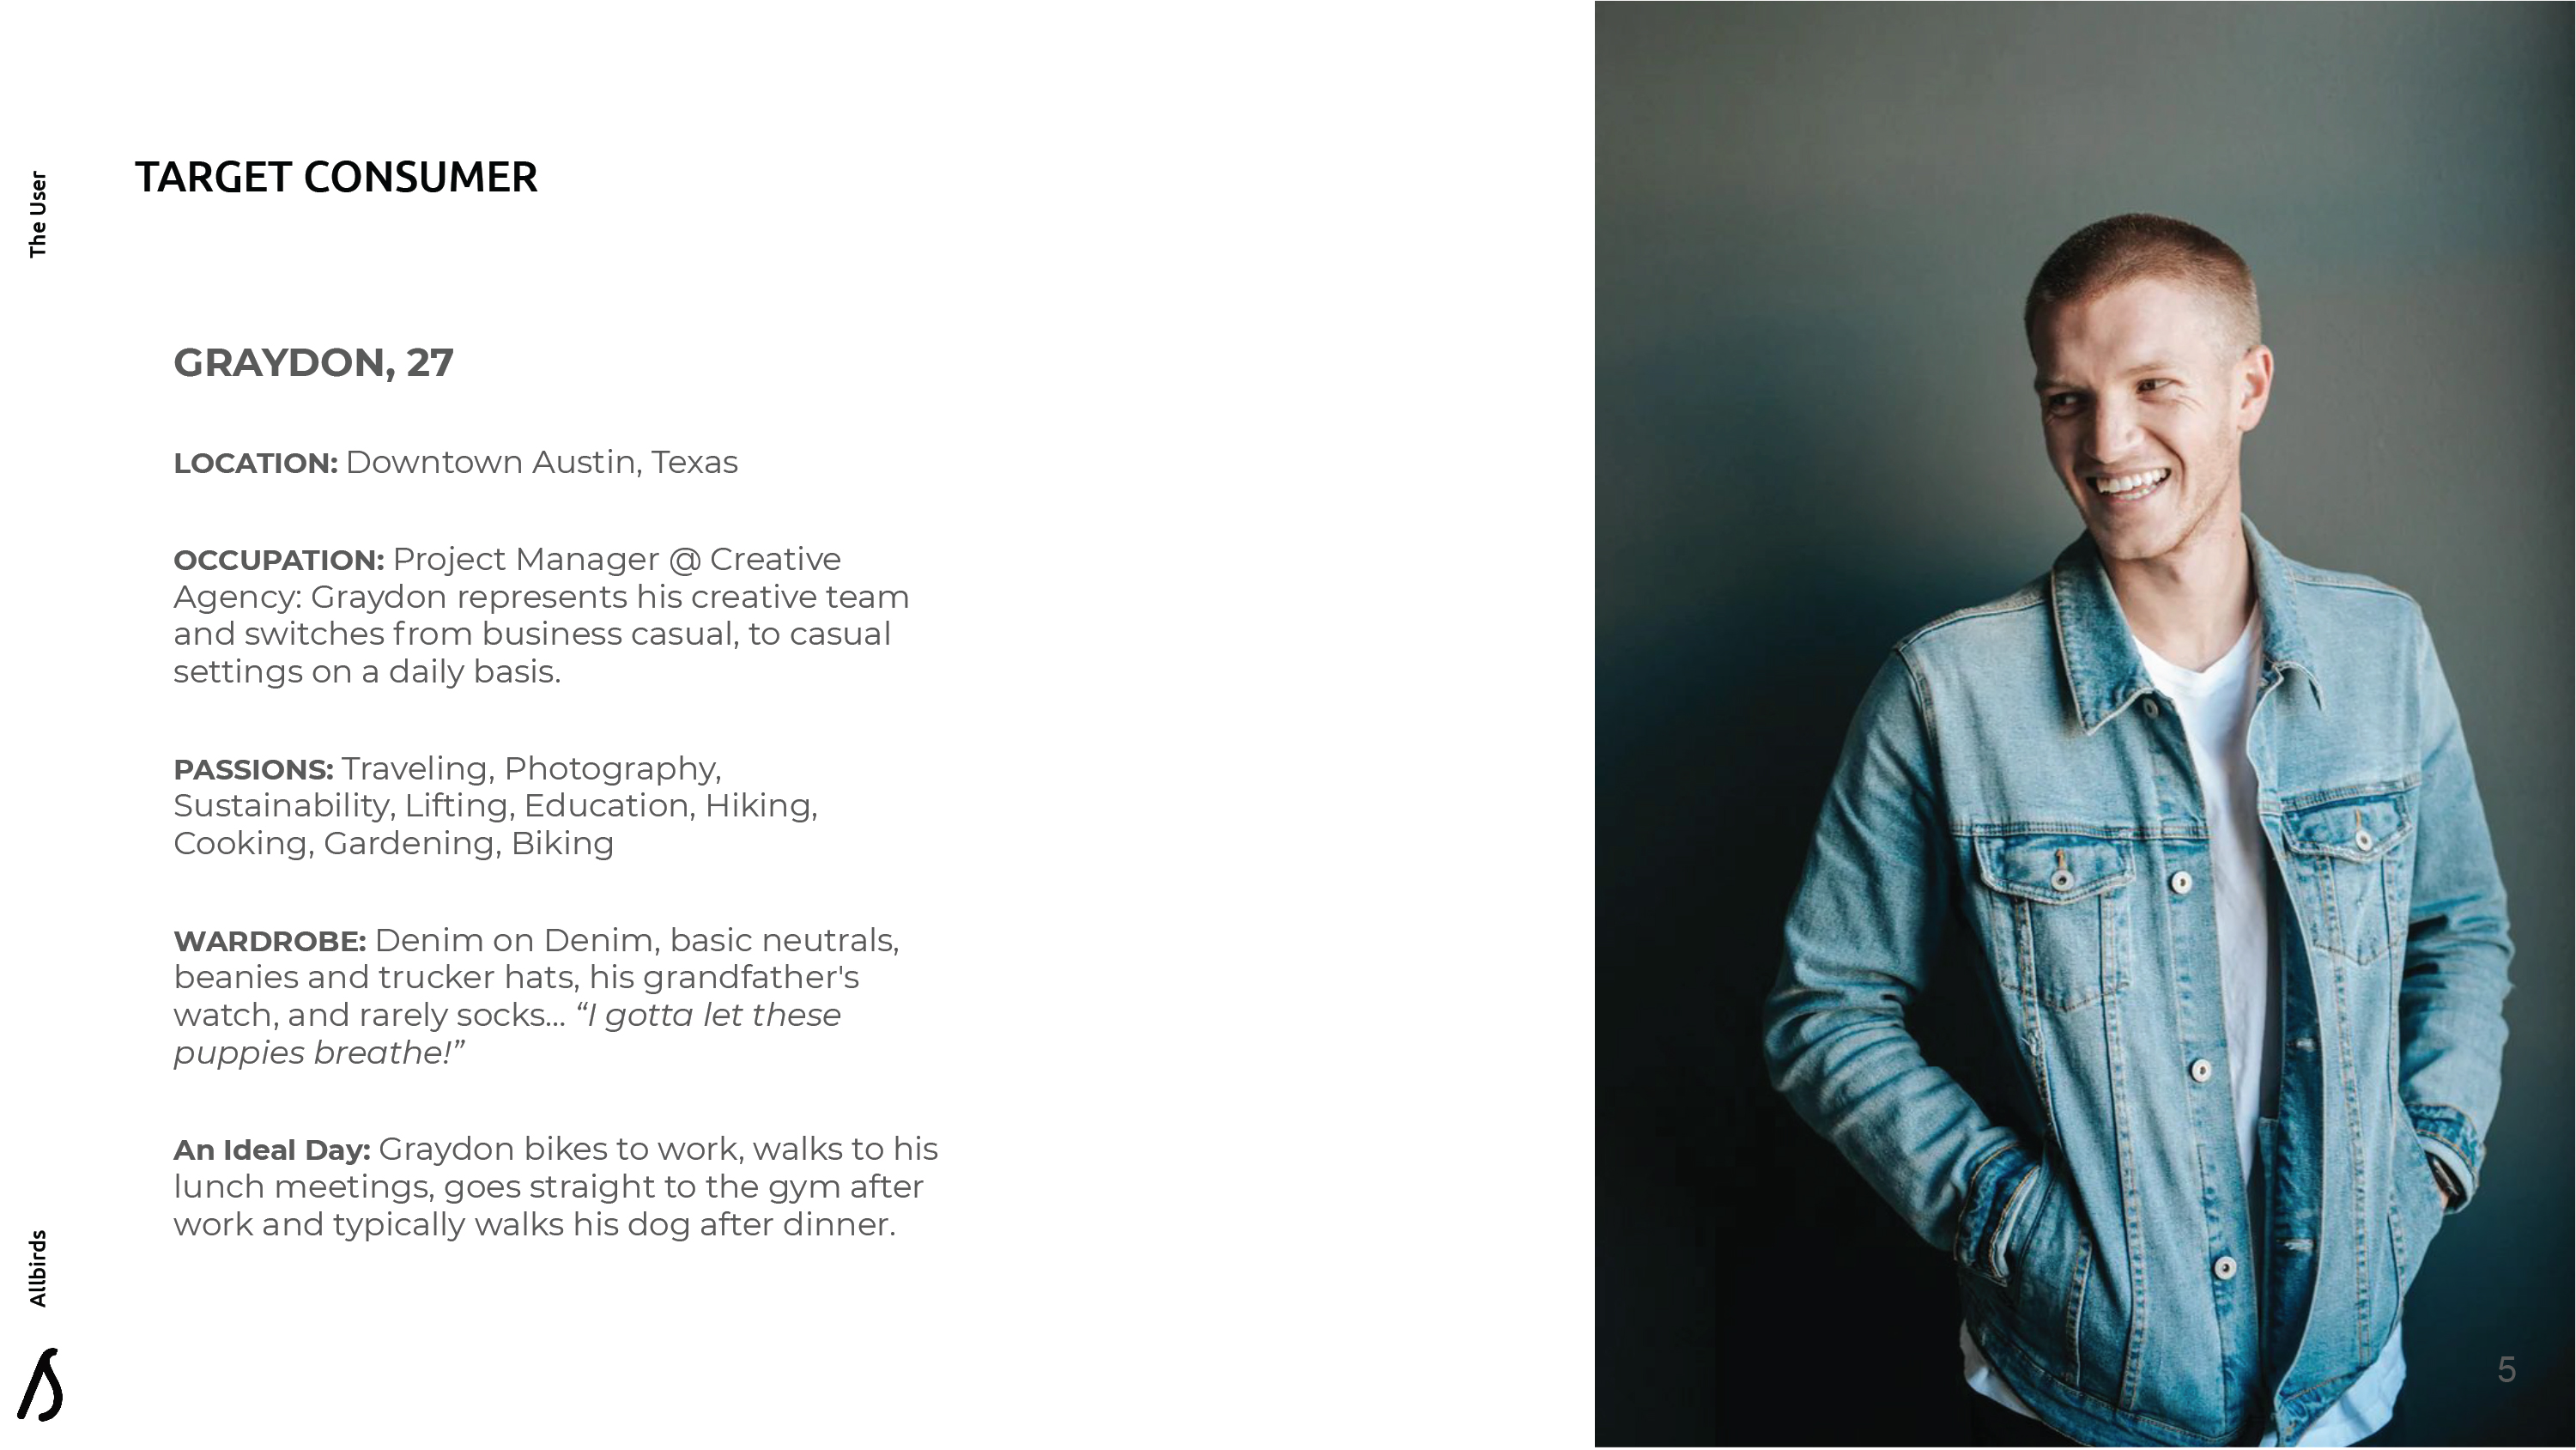 The User
TARGET CONSUMER
GRAYDON, 27
LOCATION: Downtown Austin, Texas
OCCUPATION: Project Manager @ Creative
Agency: Graydon represents his creative team
and switches from business casual, to casual
settings on a daily basis.
PASSIONS: Traveling, Photography,
Sustainability, Lifting, Education, Hiking,
Cooking, Gardening, Biking
WARDROBE: Denim on Denim, basic neutrals,
beanies and trucker hats, his grandfather's
watch, and rarely socks... “I gotta let these
puppies breathe!”
An Ideal Day: Graydon bikes to work, walks to his
lunch meetings, goes straight to the gym after
work and typically walks his dog after dinner.
Allbirds
5